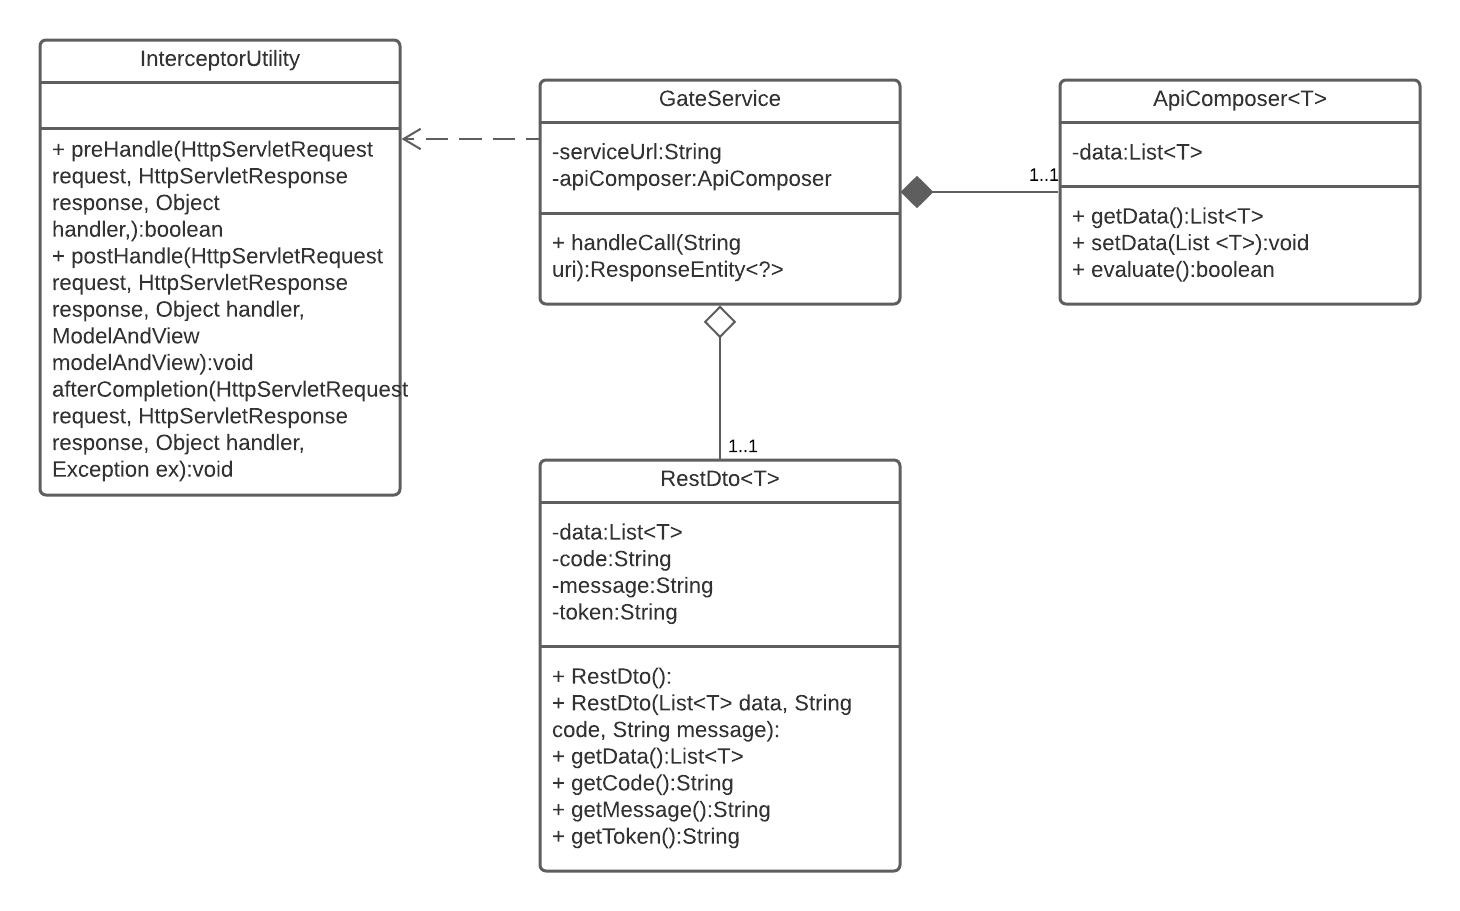 InterceptorUtility
+ preHandle(HttpServletRequest
request, HttpServletResponse
response, Object
handler,):boolean
+ postHandle(HttpServletRequest
request, HttpServletResponse
response, Object handler,
ModelAndView
modelAndView):void
afterCompletion(HttpServletRequest
request, HttpServletResponse
response, Object handler,
Exception ex):void
GateService
-serviceUrl:String
-apiComposer:ApiComposer
+ handleCall(String
uri):ResponseEntity<?>
1..1
ApiComposer<T>
-data:List<T>
+ getData():List<T>
+ setData(List <T>):void
+ evaluate():boolean
1..1
RestDto<T>
-data:List<T>
-code:String
-message:String
-token:String
+ RestDto():
+ RestDto(List<T> data, String
code, String message):
+ getData():List<T>
+ getCode():String
+ getMessage():String
+ getToken():String